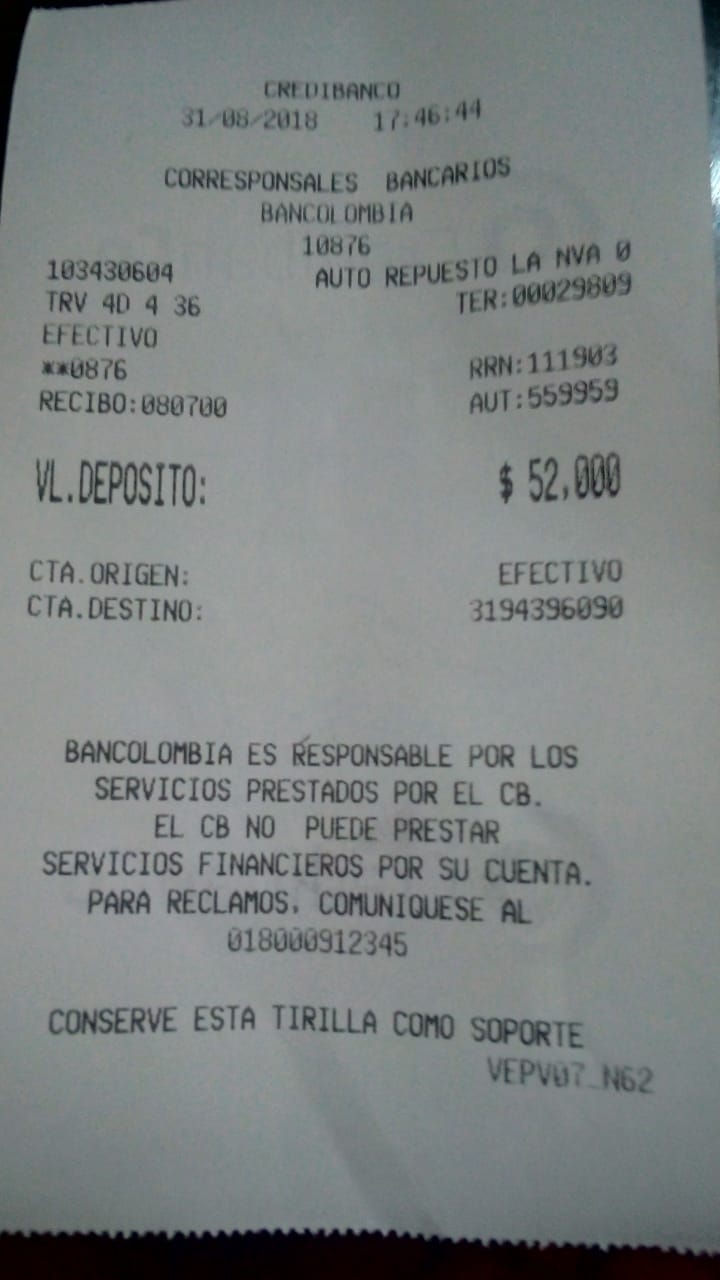 CREDIBANCO
31/08/2018 17:46:44
CORRESPONSALES BANCARIOS
BANCOLOMBIA
10876
103430604 AUTO REPUESTO LA NVA 0
TRV 4D 4 36 TER:00029809
EFECTIVO
**0876 RRN:111903
RECIBO:080700 AUT:559959
VL.DEPOSITO: $ 52,000
CTA.ORIGEN: EFECTIVO
CTA.DESTINO: 3194396090
BANCOLOMBIA ES RESPONSABLE POR LOS
SERVICIOS PRESTADOS POR EL CB.
EL CB NO PUEDE PRESTAR
SERVICIOS FINANCIEROS POR SU CUENTA.
PARA RECLAMOS, COMUNIQUESE AL
018000912345
CONSERVE ESTA TIRILLA COMO SOPORTE
VEPV07_N62